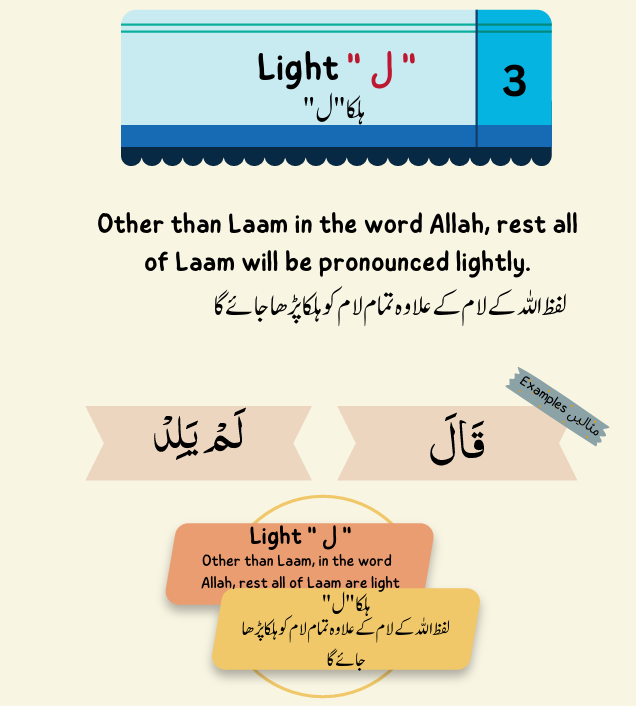 Light " ل "
3
ہلکا "ل"
Other than Laam in the word Allah, rest all
of Laam will be pronounced lightly.
لفظ اللہ کے لام کے علاوہ تمام لام کو ہلکا پڑھا جائے گا
Examples مثالیں
قَالَ
لَمْ يَلِدْ
Light " ل "
Other than Laam, in the word
Allah, rest all of Laam are light
ہلکا "ل"
لفظ اللہ کے لام کے علاوہ تمام لام کو ہلکا پڑھا
جائے گا